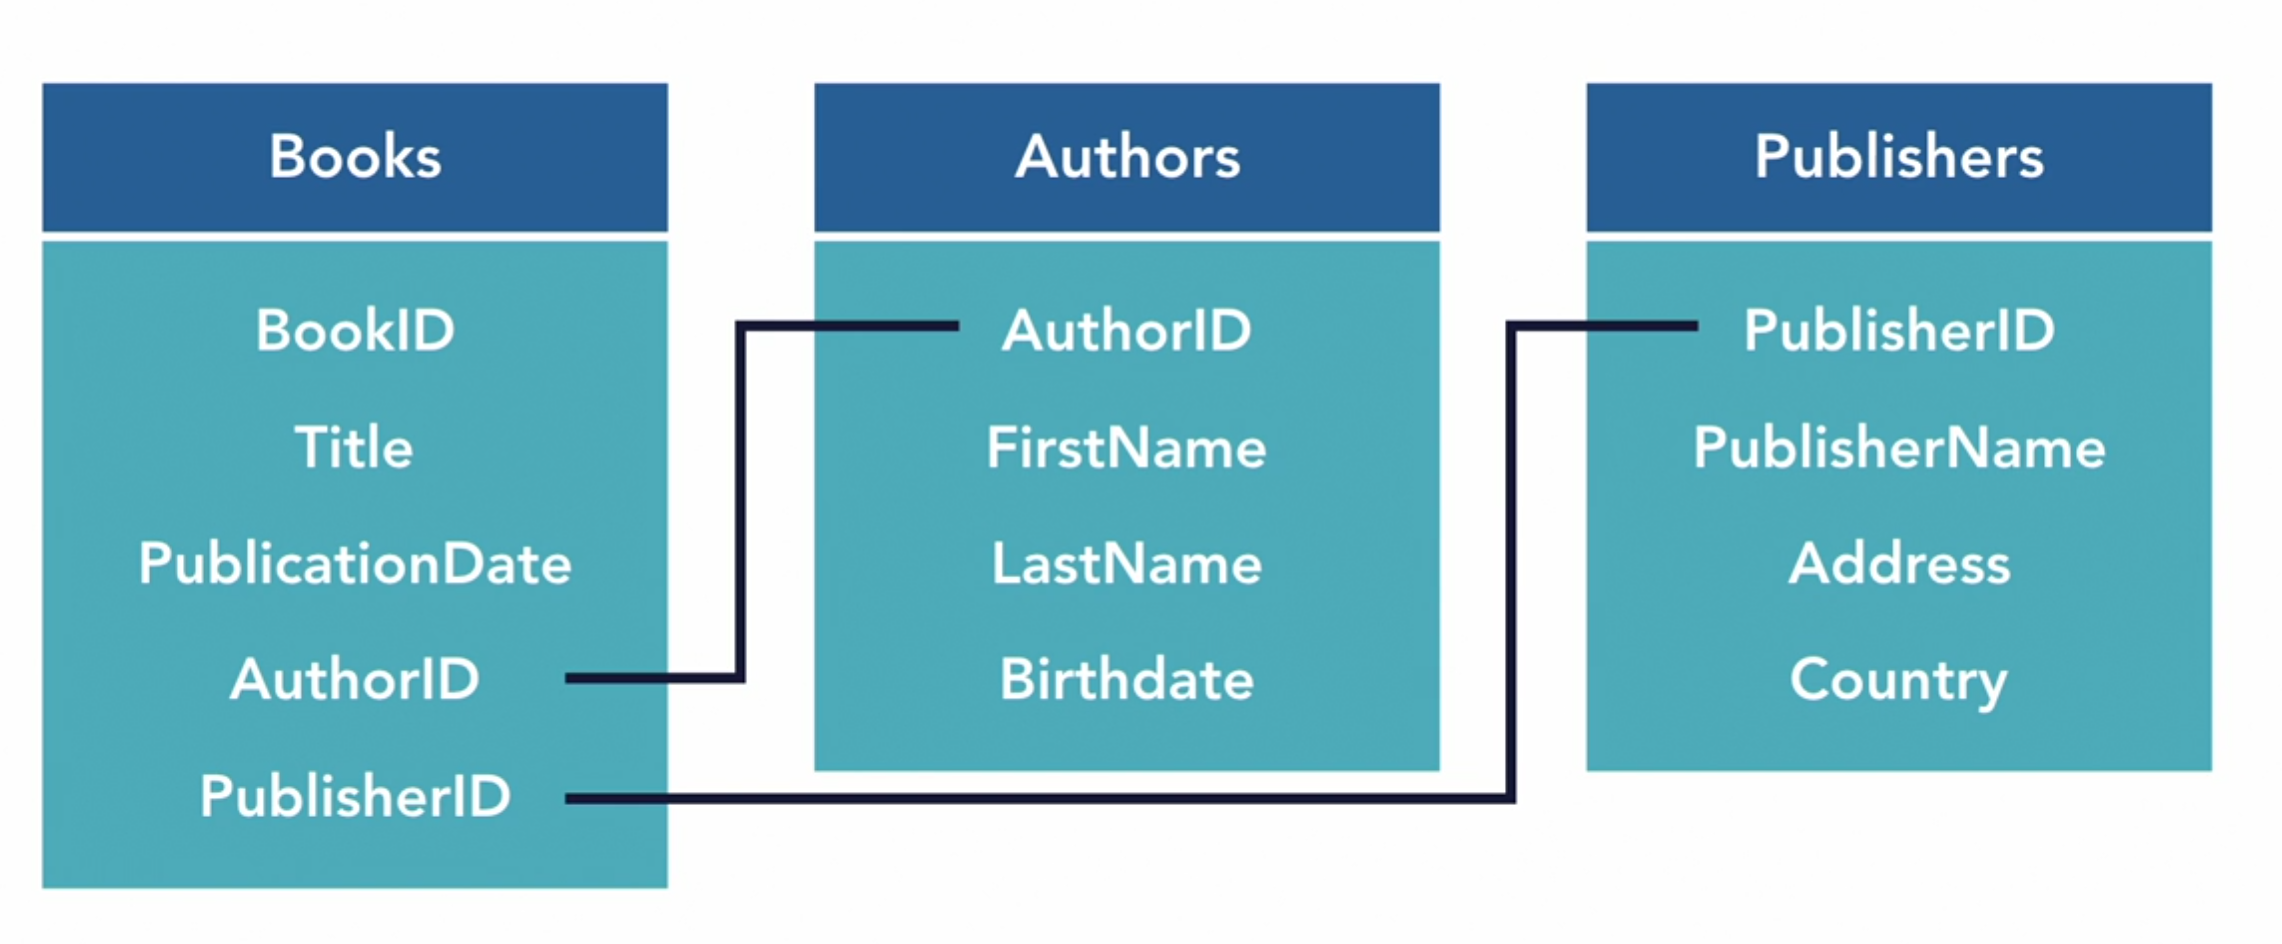 Books
BookID
Title
PublicationDate
AuthorID
PublisherID
Authors
AuthorID
FirstName
LastName
Birthdate
Publishers
PublisherID
PublisherName
Address
Country